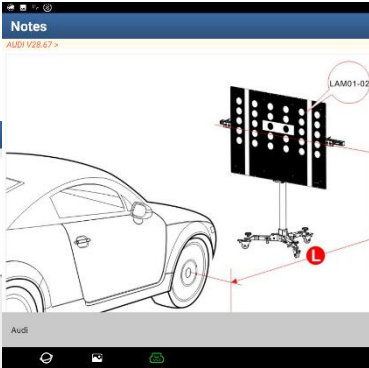 Notes
AUDI V28.67 >
LAM01-02
L
Audi